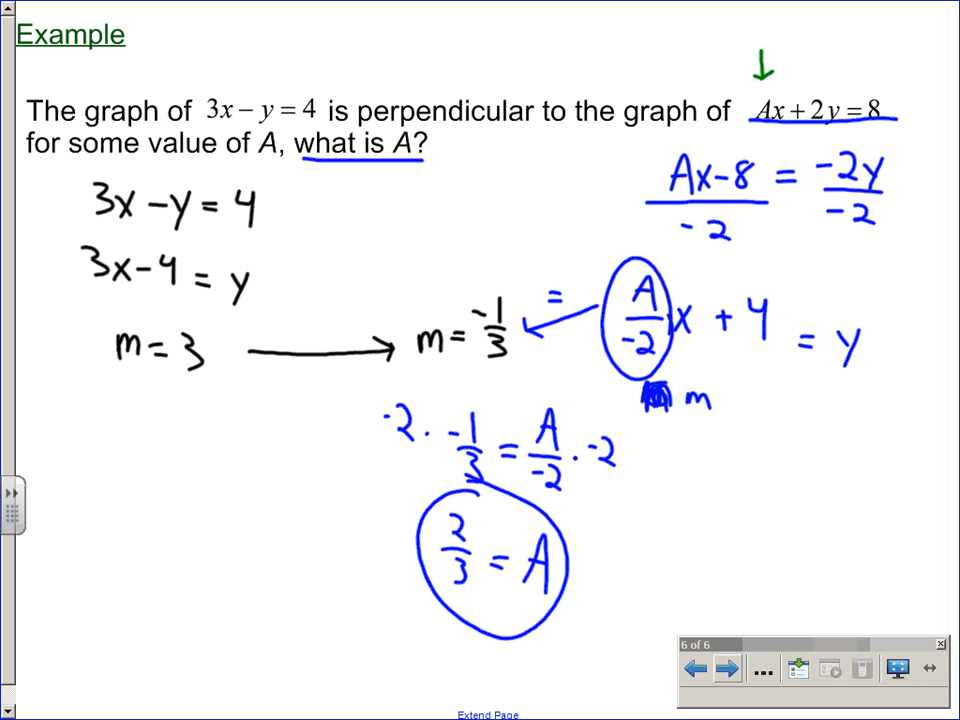 Example
The graph of 3x − y = 4 is perpendicular to the graph of Ax + 2y = 8
for some value of A, what is A?
Ax-8 = -2y
-2 -2
3x - y = 4
3x - 4 = y
m = 3 → m = -1/3 = A/-2 x + 4 = y
m
-2 · -1/3 = A/-2 · -2
2/3 = A
6 of 6
Extend Page